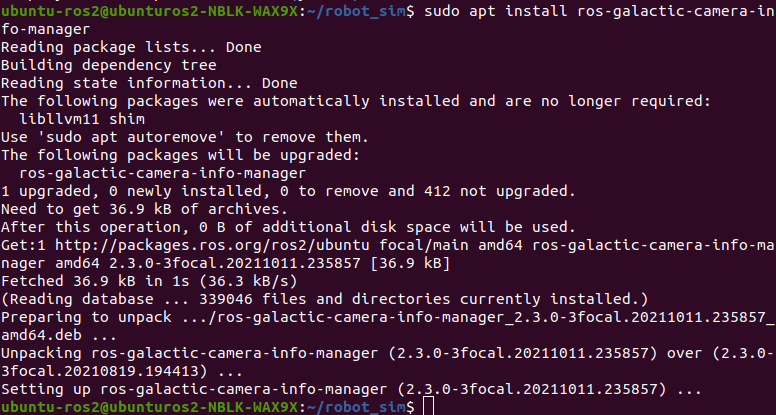 ubuntu-ros2@ubunturos2-NBLK-WAX9X:~/robot_sim$ sudo apt install ros-galactic-camera-in
fo-manager
Reading package lists... Done
Building dependency tree
Reading state information... Done
The following packages were automatically installed and are no longer required:
  libllvm11 shim
Use 'sudo apt autoremove' to remove them.
The following packages will be upgraded:
  ros-galactic-camera-info-manager
1 upgraded, 0 newly installed, 0 to remove and 412 not upgraded.
Need to get 36.9 kB of archives.
After this operation, 0 B of additional disk space will be used.
Get:1 http://packages.ros.org/ros2/ubuntu focal/main amd64 ros-galactic-camera-info-ma
nager amd64 2.3.0-3focal.20211011.235857 [36.9 kB]
Fetched 36.9 kB in 1s (36.3 kB/s)
(Reading database ... 339046 files and directories currently installed.)
Preparing to unpack .../ros-galactic-camera-info-manager_2.3.0-3focal.20211011.235857_
amd64.deb ...
Unpacking ros-galactic-camera-info-manager (2.3.0-3focal.20211011.235857) over (2.3.0-
3focal.20210819.194413) ...
Setting up ros-galactic-camera-info-manager (2.3.0-3focal.20211011.235857) ...
ubuntu-ros2@ubunturos2-NBLK-WAX9X:~/robot_sim$